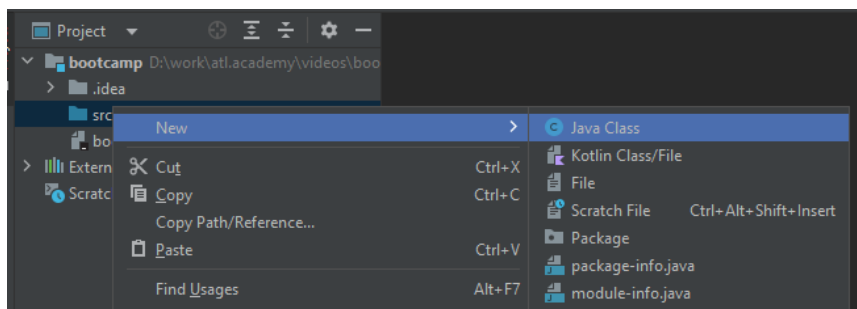 Project
bootcamp D:\work\atl.academy\videos\boo
.idea
src
bo
Extern
Scratc
New
Cut Ctrl+X
Copy Ctrl+C
Copy Path/Reference...
Paste Ctrl+V
Find Usages Alt+F7
Java Class
Kotlin Class/File
File
Scratch File Ctrl+Alt+Shift+Insert
Package
package-info.java
module-info.java